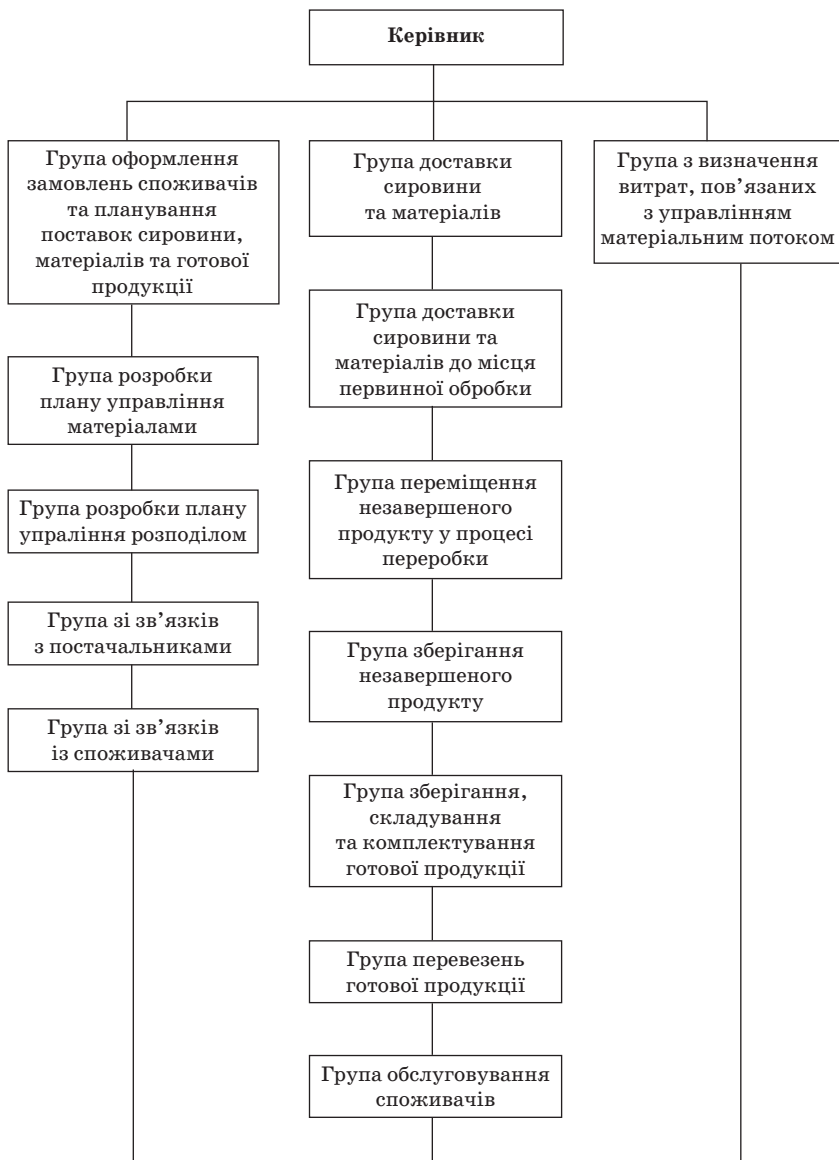 Керівник
Група оформлення
замовлень споживачів
та планування
поставок сировини,
матеріалів та готової
продукції
Група розробки
плану управління
матеріалами
Група розробки плану
упраління розподілом
Група зі зв’язків
з постачальниками
Група зі зв’язків
із споживачами
Група доставки
сировини
та матеріалів
Група доставки
сировини та
матеріалів до місця
первинної обробки
Група переміщення
незавершеного
продукту у процесі
переробки
Група зберігання
незавершеного
продукту
Група зберігання,
складування
та комплектування
готової продукції
Група перевезень
готової продукції
Група обслуговування
споживачів
Група з визначення
витрат, пов’язаних
з управлінням
матеріальним потоком